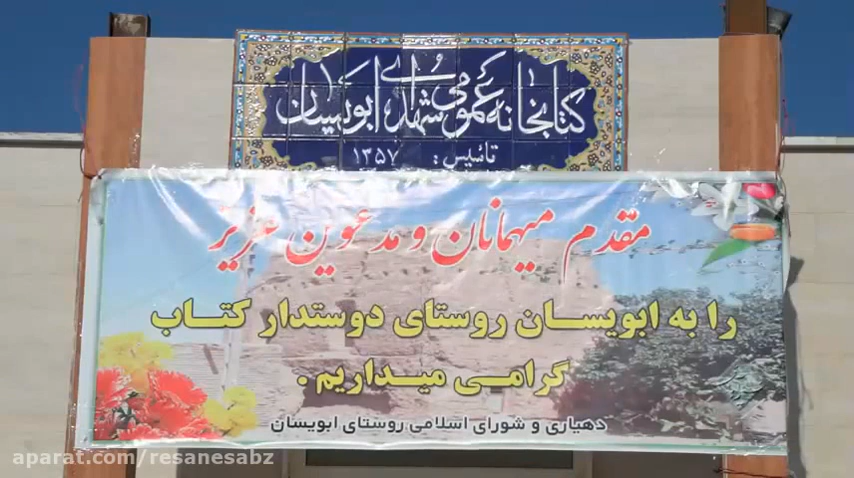 کتابخانه عمومی شهدای ابویسان
تاسیس: ۱۳۵۷
مقدم میهمانان و مدعوین عزیز
را به ابویسان روستای دوستدار کتاب
گرامی میداریم .
دهیاری و شورای اسلامی روستای ابویسان
aparat.com/resanesabz